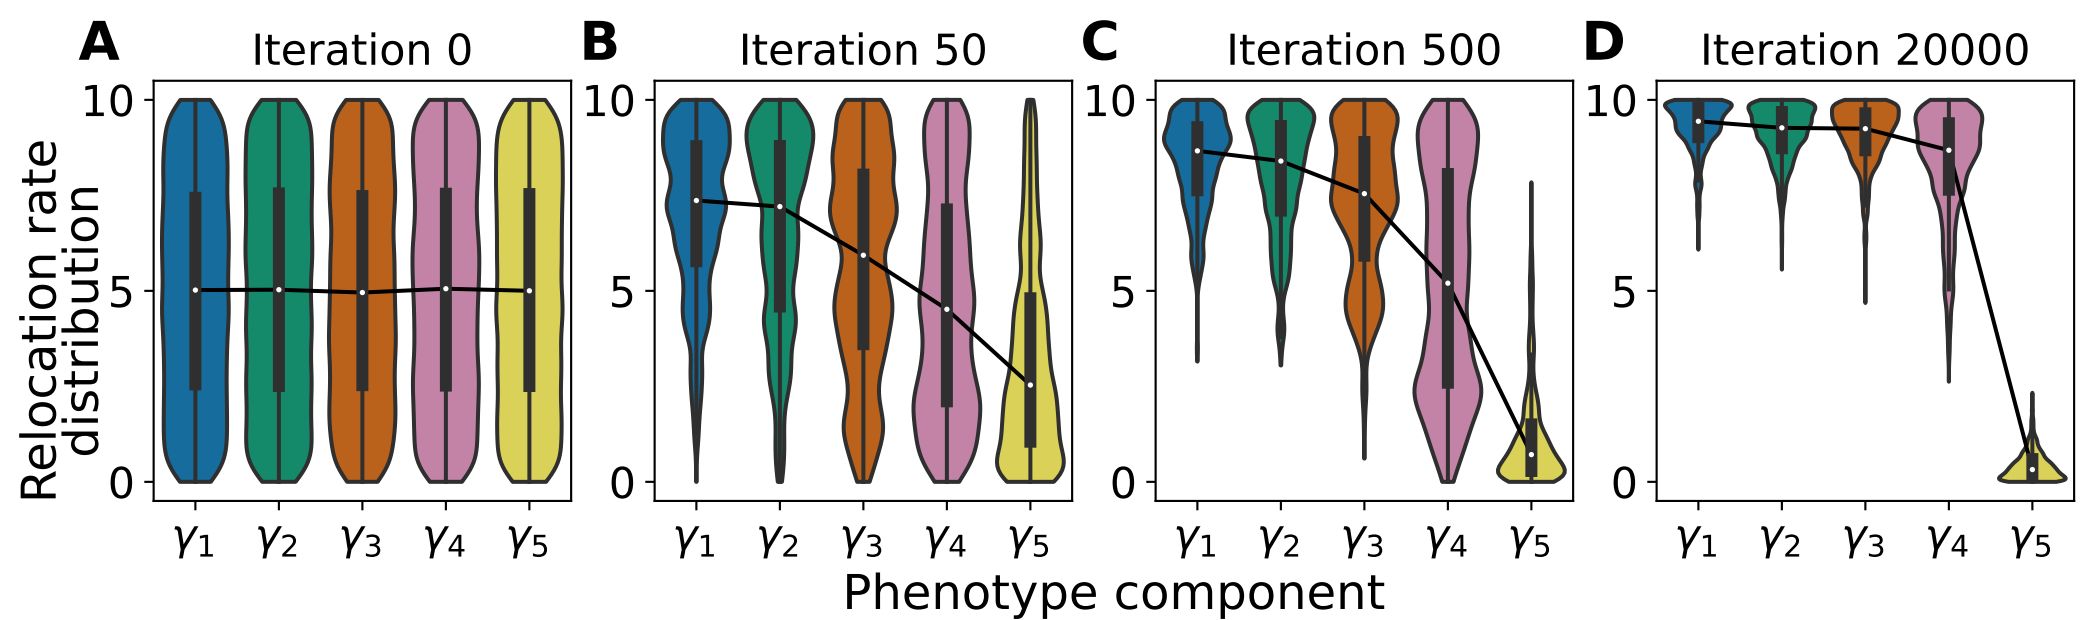 A Iteration 0
B Iteration 50
C Iteration 500
D Iteration 20000
Relocation rate
distribution
10
5
0
10
5
0
10
5
0
10
5
0
γ1 γ2 γ3 γ4 γ5
γ1 γ2 γ3 γ4 γ5
γ1 γ2 γ3 γ4 γ5
γ1 γ2 γ3 γ4 γ5
Phenotype component